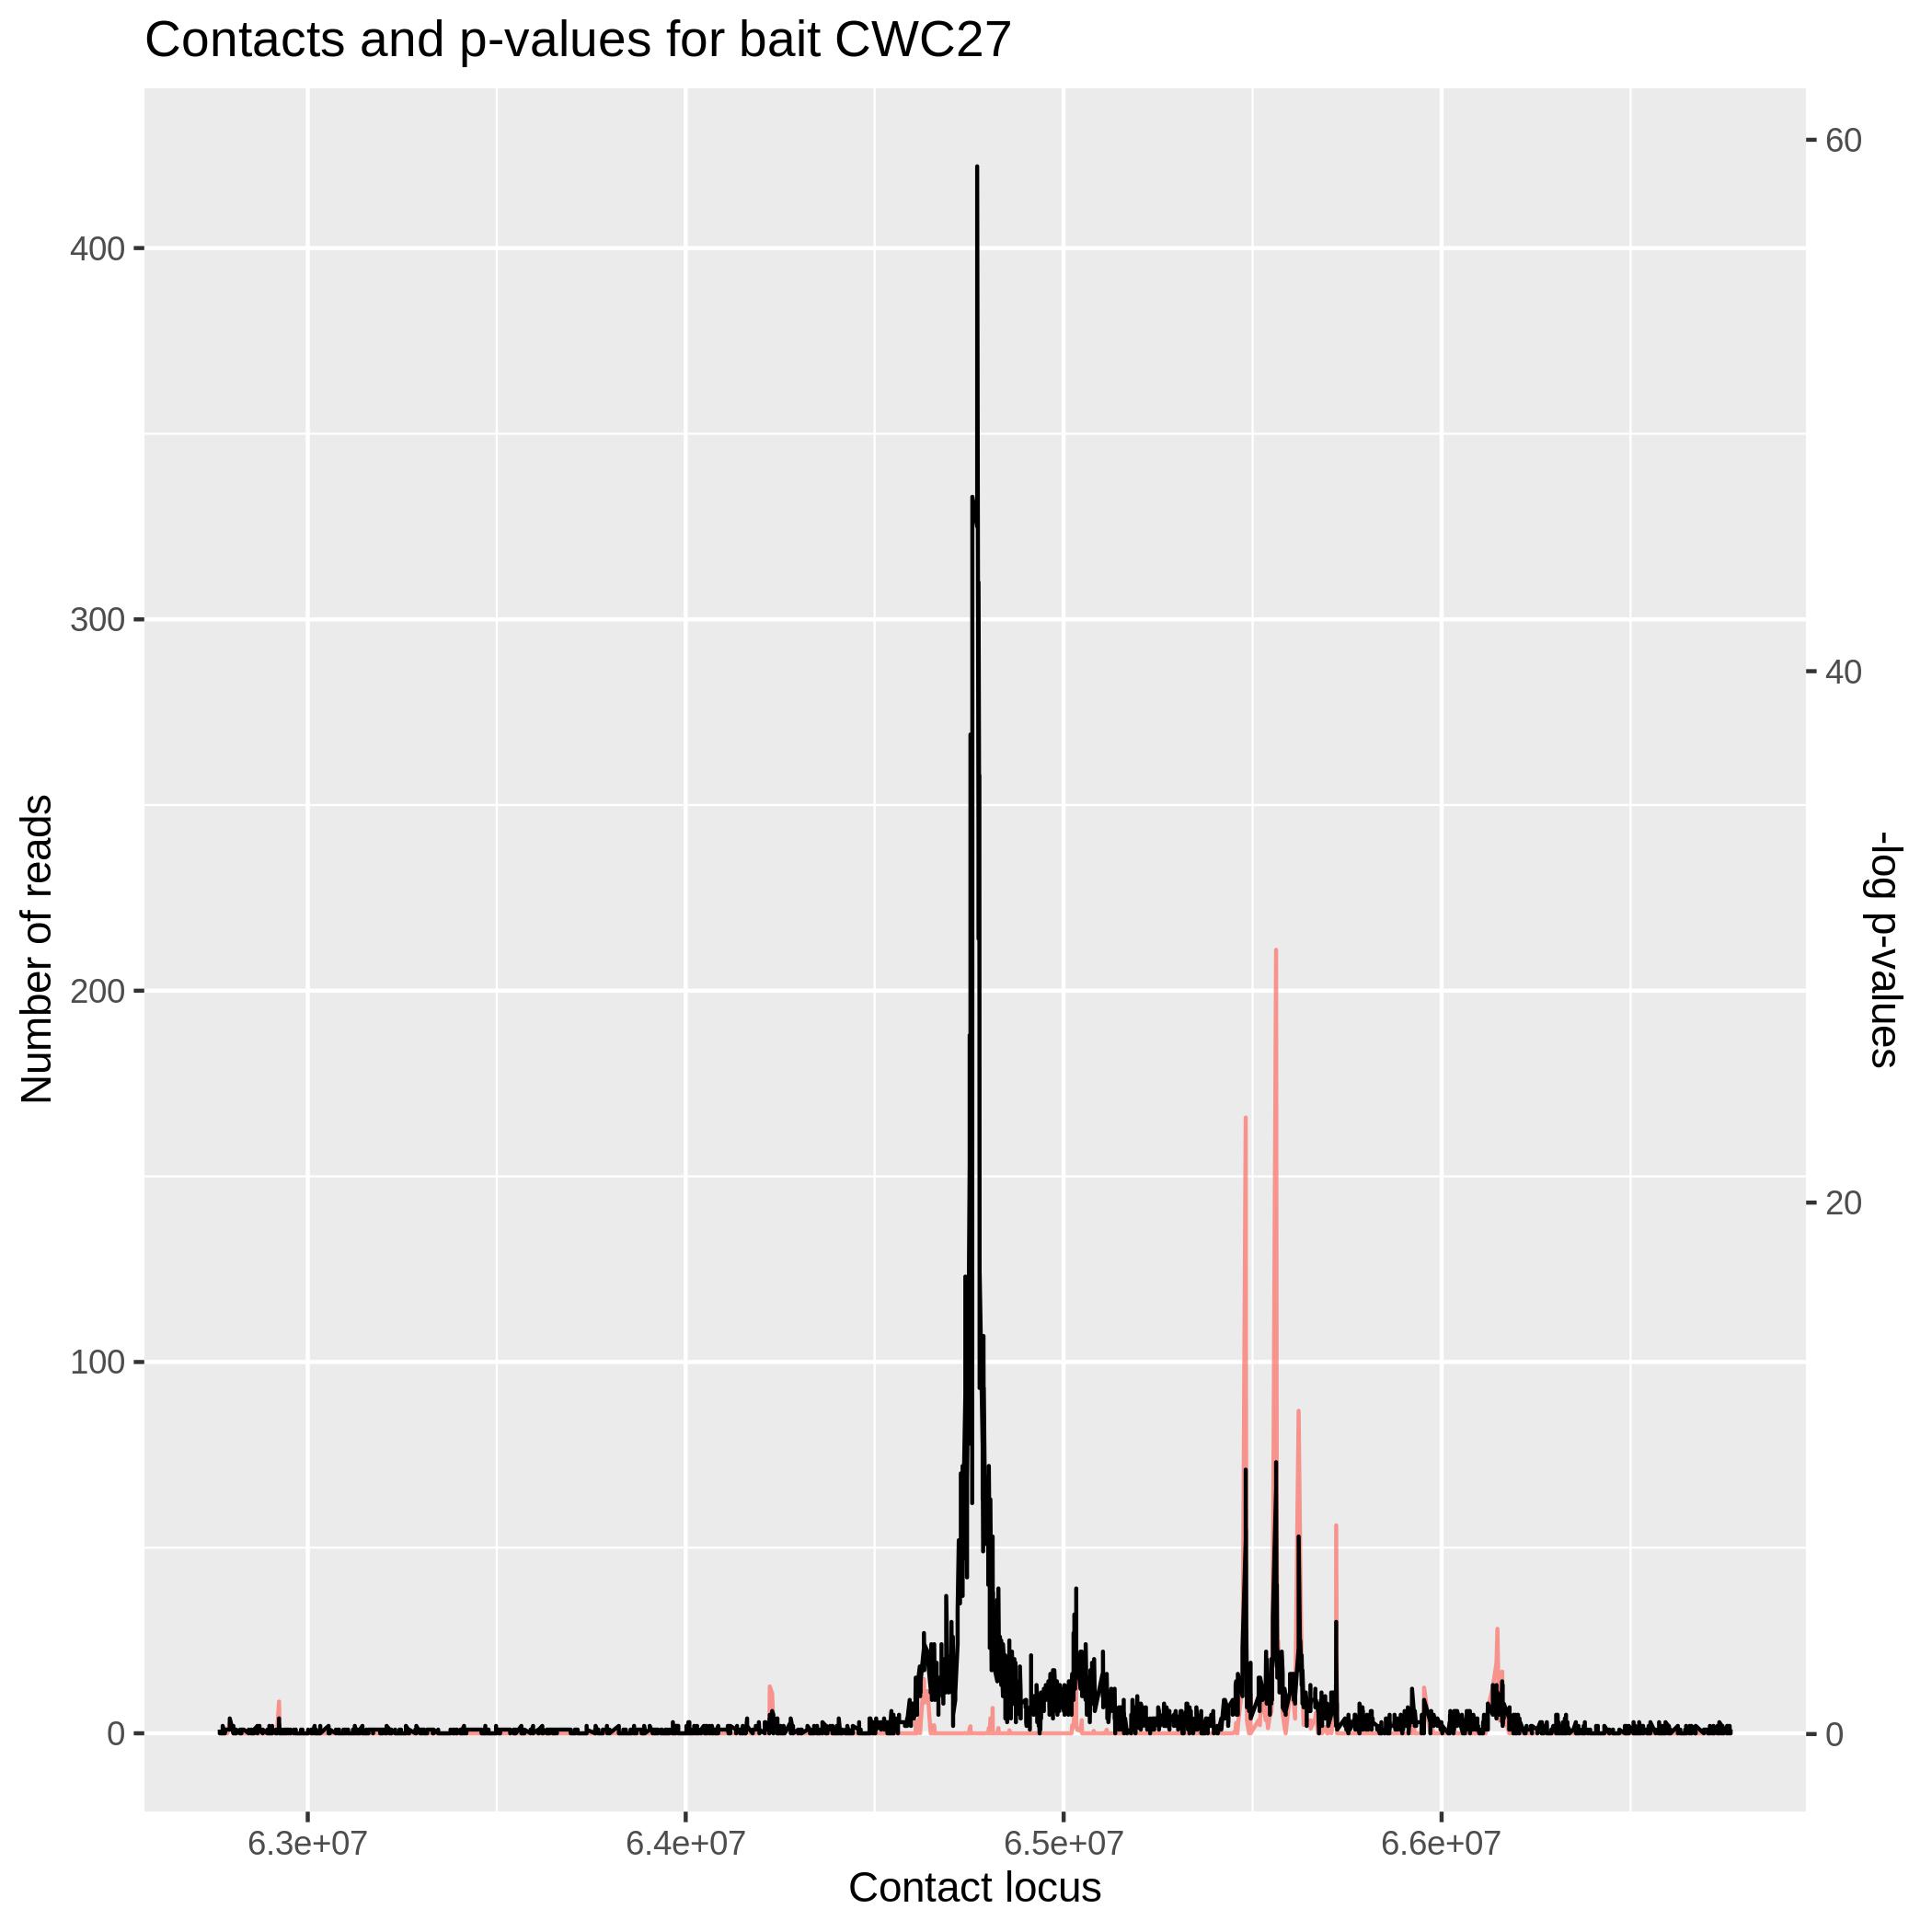 Contacts and p-values for bait CWC27
60
400
300
40
Number of reads
-log p-values
200
20
100
0
0
6.3e+07 6.4e+07 6.5e+07 6.6e+07
Contact locus